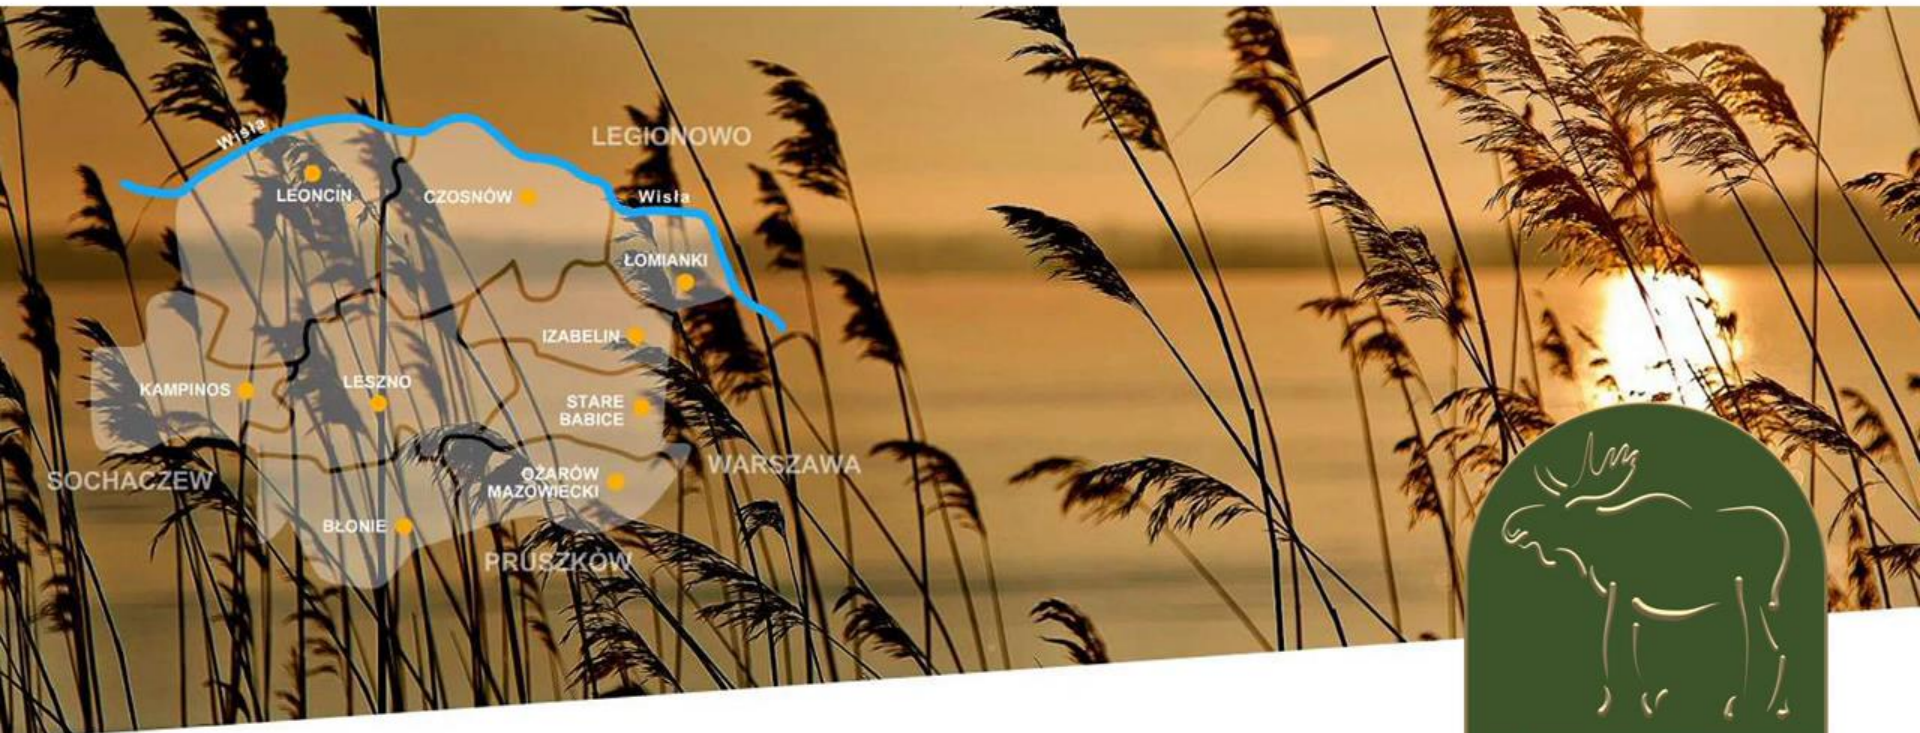 Wisła
LEGIONOWO
LEONCIN
CZOSNÓW
Wisła
ŁOMIANKI
IZABELIN
KAMPINOS
LESZNO
STARE
BABICE
SOCHACZEW
WARSZAWA
OŻARÓW
MAZOWIECKI
BŁONIE
PRUSZKÓW